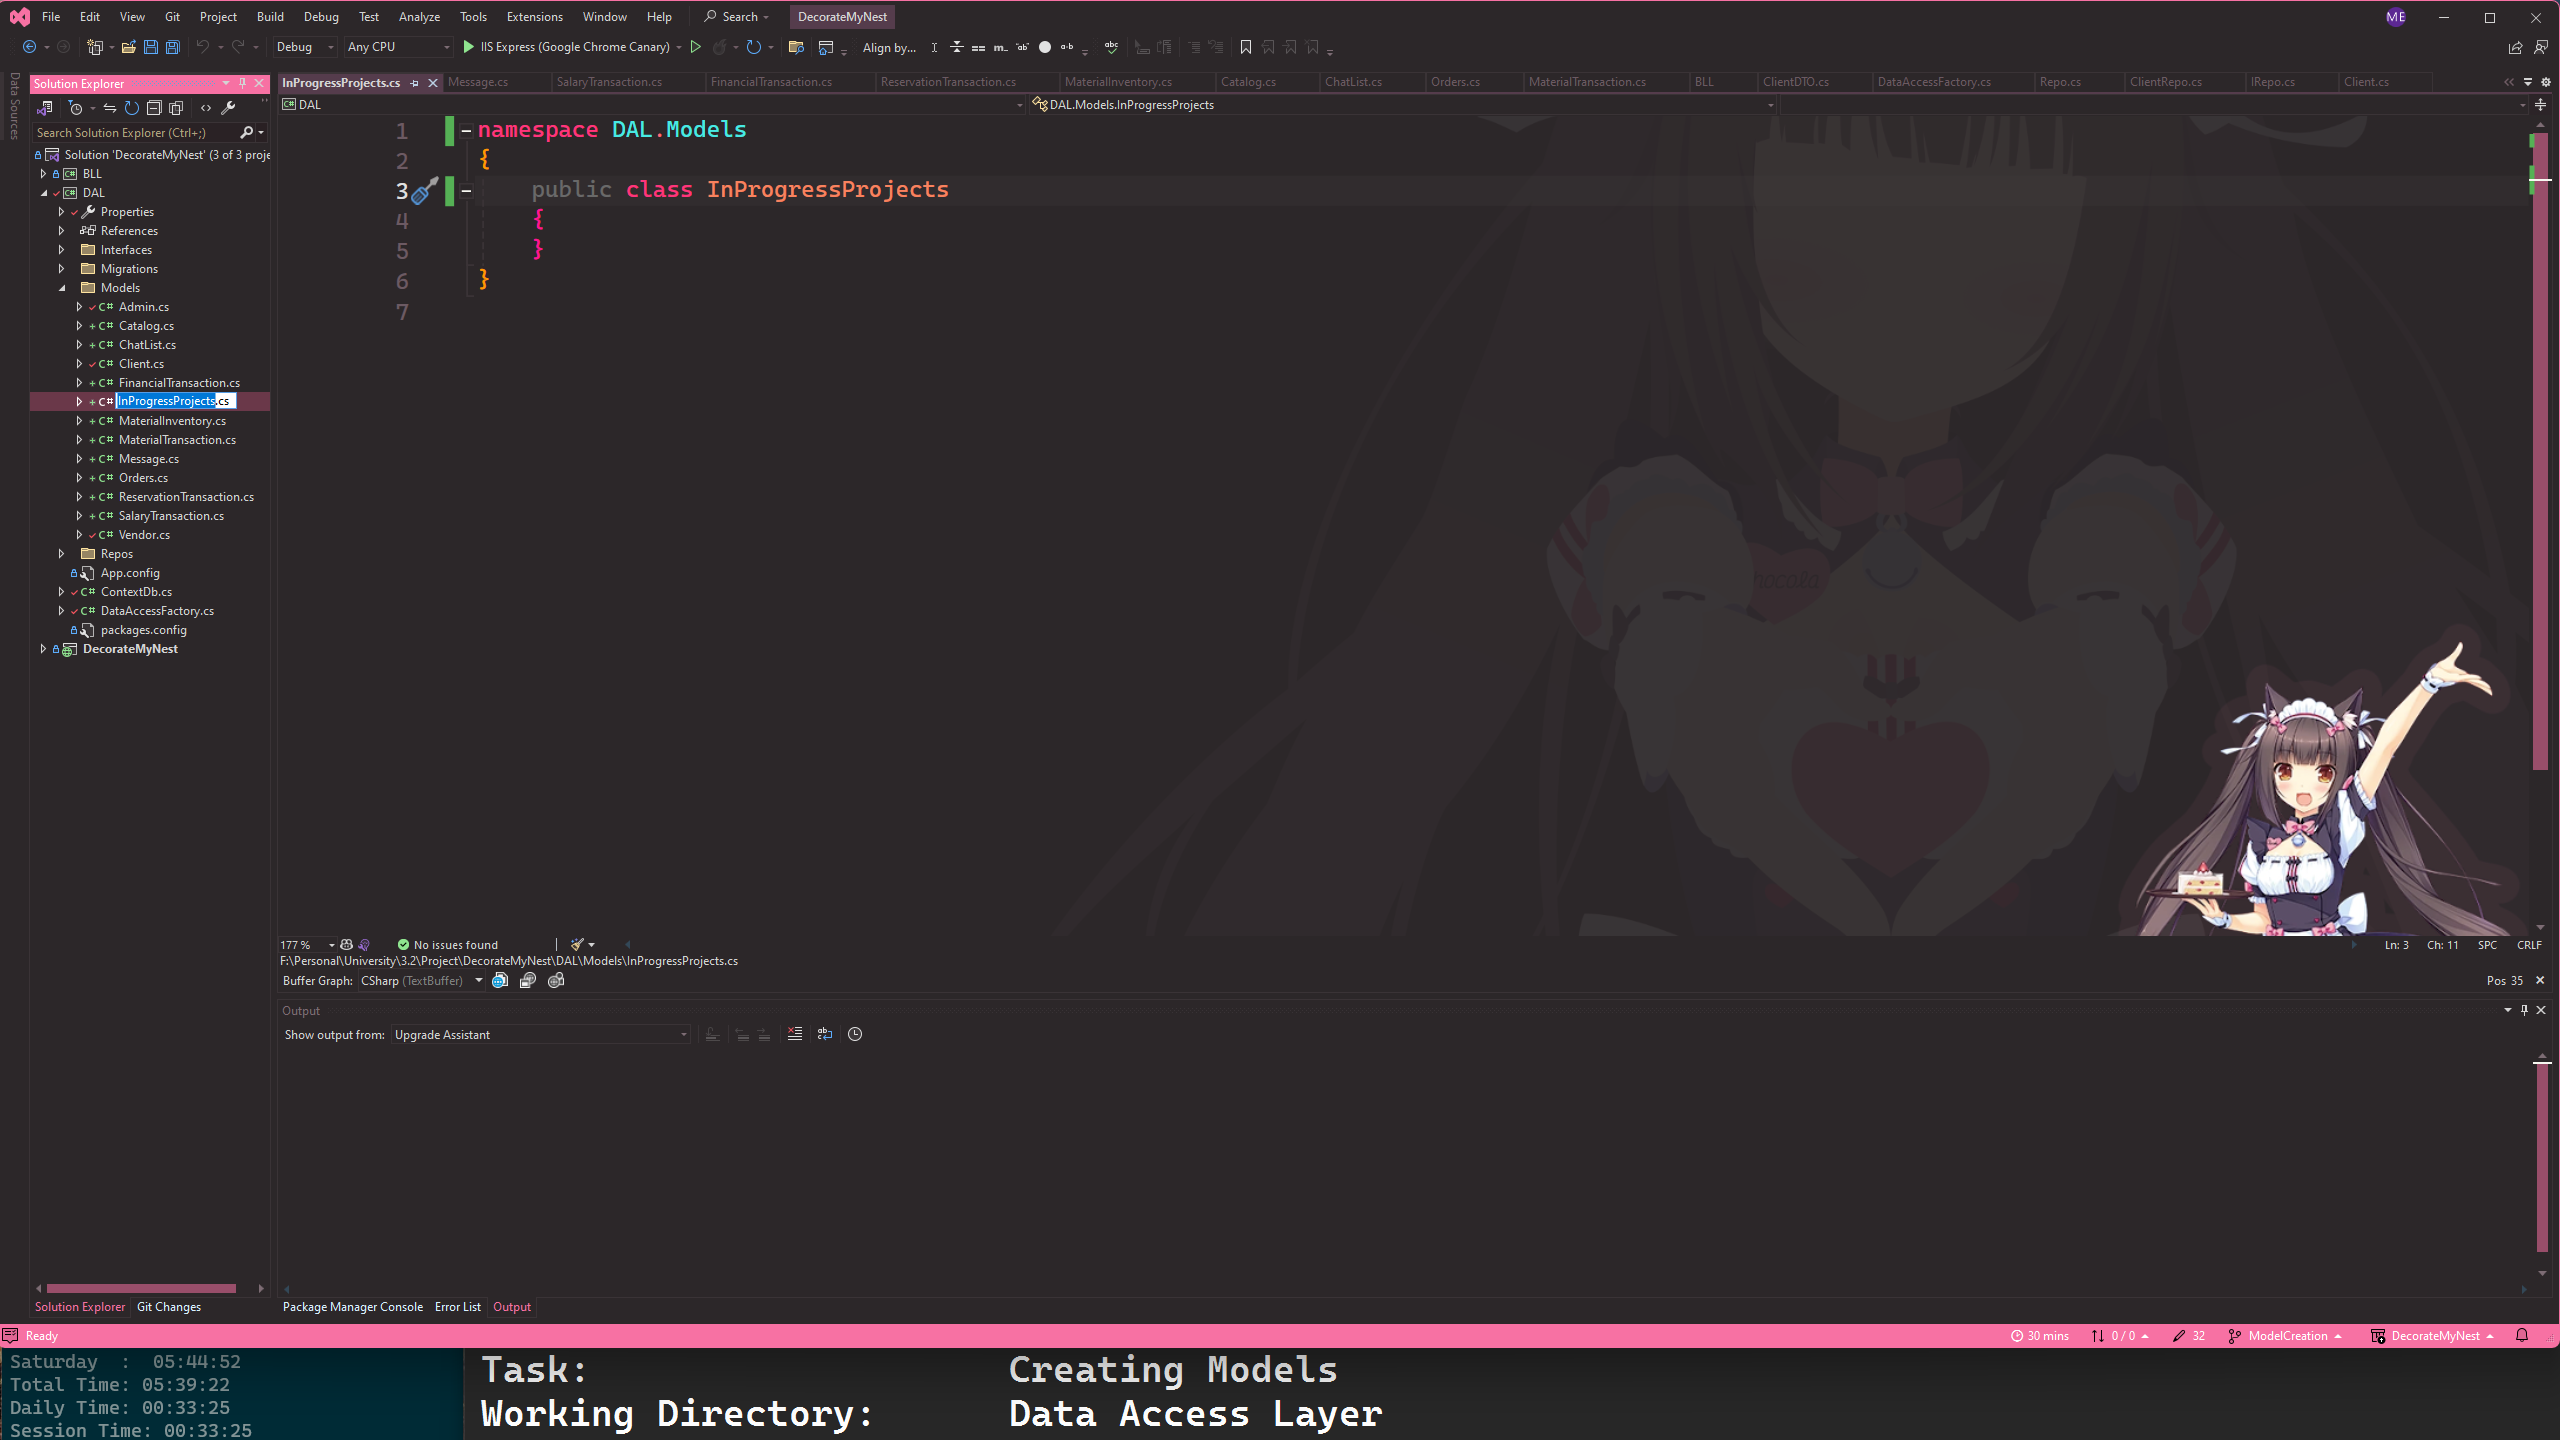 File Edit View Git Project Build Debug Test Analyze Tools Extensions Window Help Search DecorateMyNest ME
Debug Any CPU IIS Express (Google Chrome Canary) Align by...
Data Sources
Solution Explorer
InProgressProjects.cs Message.cs SalaryTransaction.cs FinancialTransaction.cs ReservationTransaction.cs MaterialInventory.cs Catalog.cs ChatList.cs Orders.cs MaterialTransaction.cs BLL ClientDTO.cs DataAccessFactory.cs Repo.cs ClientRepo.cs IRepo.cs Client.cs
DAL DAL.Models.InProgressProjects
Search Solution Explorer (Ctrl+;)
Solution 'DecorateMyNest' (3 of 3 proje
BLL
DAL
Properties
References
Interfaces
Migrations
Models
C# Admin.cs
C# Catalog.cs
C# ChatList.cs
C# Client.cs
C# FinancialTransaction.cs
C# InProgressProjects.cs
C# MaterialInventory.cs
C# MaterialTransaction.cs
C# Message.cs
C# Orders.cs
C# ReservationTransaction.cs
C# SalaryTransaction.cs
C# Vendor.cs
Repos
App.config
C# ContextDb.cs
C# DataAccessFactory.cs
packages.config
DecorateMyNest
1 namespace DAL.Models
2 {
3 public class InProgressProjects
4 {
5 }
6 }
7
177 % No issues found Ln: 3 Ch: 11 SPC CRLF
F:\Personal\University\3.2\Project\DecorateMyNest\DAL\Models\InProgressProjects.cs
Buffer Graph: CSharp (TextBuffer) Pos 35
Output
Show output from: Upgrade Assistant
Solution Explorer Git Changes
Package Manager Console Error List Output
Ready 30 mins 0 / 0 32 ModelCreation DecorateMyNest
Saturday : 05:44:52
Total Time: 05:39:22
Daily Time: 00:33:25
Session Time: 00:33:25
Task: Creating Models
Working Directory: Data Access Layer